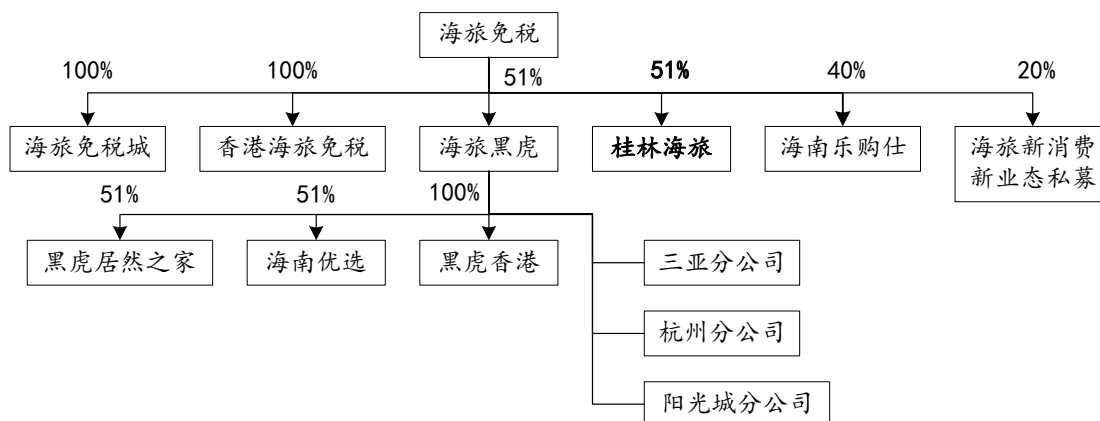 海旅免税
100%
100%
51%
51%
40%
20%
海旅免税城
香港海旅免税
海旅黑虎
桂林海旅
海南乐购仕
海旅新消费
新业态私募
51%
51%
100%
黑虎居然之家
海南优选
黑虎香港
三亚分公司
杭州分公司
阳光城分公司